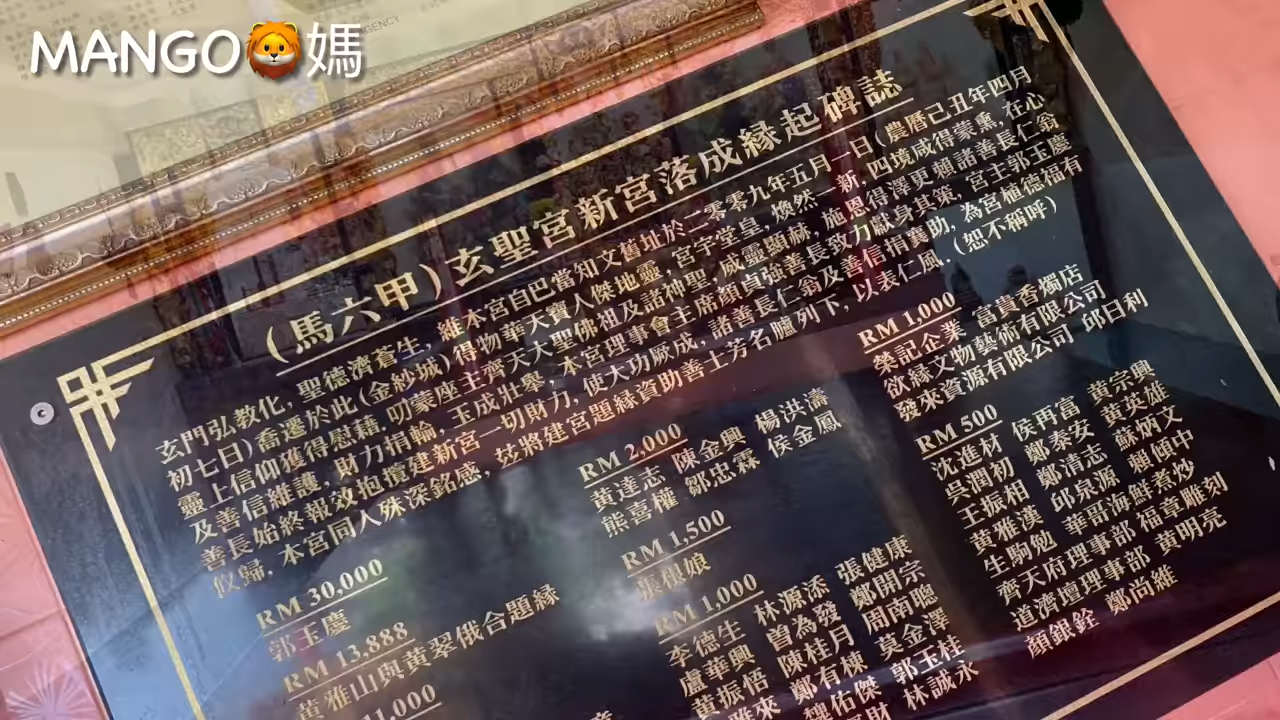 MANGO🦁媽
GENCY
(馬六甲)玄聖宮新宮落成緣起碑誌
玄門弘教化, 聖德濟蒼生, 維本宮自巴當知文舊址於二零零九年五月一日(農曆己丑年四月
初七日)喬遷於此(金紗城)得物華天寶人傑地靈, 宮宇堂皇, 煥然一新, 四境咸得蒙熏, 在心
靈上信仰獲得慰藉. 叨蒙座主齊天大聖佛祖及諸神聖, 威靈顯赫, 施恩得澤更賴諸善長仁翁
及善信維護, 財力捐輸, 玉成壯舉, 本宮理事會主席顏貞強善長致力獻身其策, 宮主郭玉慶
善長始終報效抱攬建新宮一切財力, 使大功厥成, 諸善長仁翁及善信捐賣助, 為宮植德福有
攸歸, 本宮同人殊深銘感, 玆將建宮題緣資助善士芳名臚列下, 以表仁風. (恕不稱呼)
RM 30,000
郭玉慶
RM 13,888
黃雅山與黃翠俄合題緣
11,000
RM 2,000
黃達志 陳金興 楊洪濤
熊喜權 鄒忠霖 侯金鳳
RM 1,500
張根娘
RM 1,000
李德生 林源添 張健康
盧華興 曾為發 鄭開宗
黃振悟 陳桂月 周南聰
雅來 鄭有棟 莫金澤
魏佑傑 郭玉桂
財 林誠永
RM 1,000
榮記企業 富貴香燭店
欲緣文物藝術有限公司
發來資源有限公司 邱日利
RM 500
沈進材 侯再富 黃宗興
吳潤初 鄭泰安 黃英雄
王振相 鄭清志 蘇炳文
黃雅漢 邱泉源 賴傾中
生駒勉 華哥海鮮煮炒
齊天府理事部 福章雕刻
道濟壇理事部 黃明亮
顏銀銓 鄭尚維